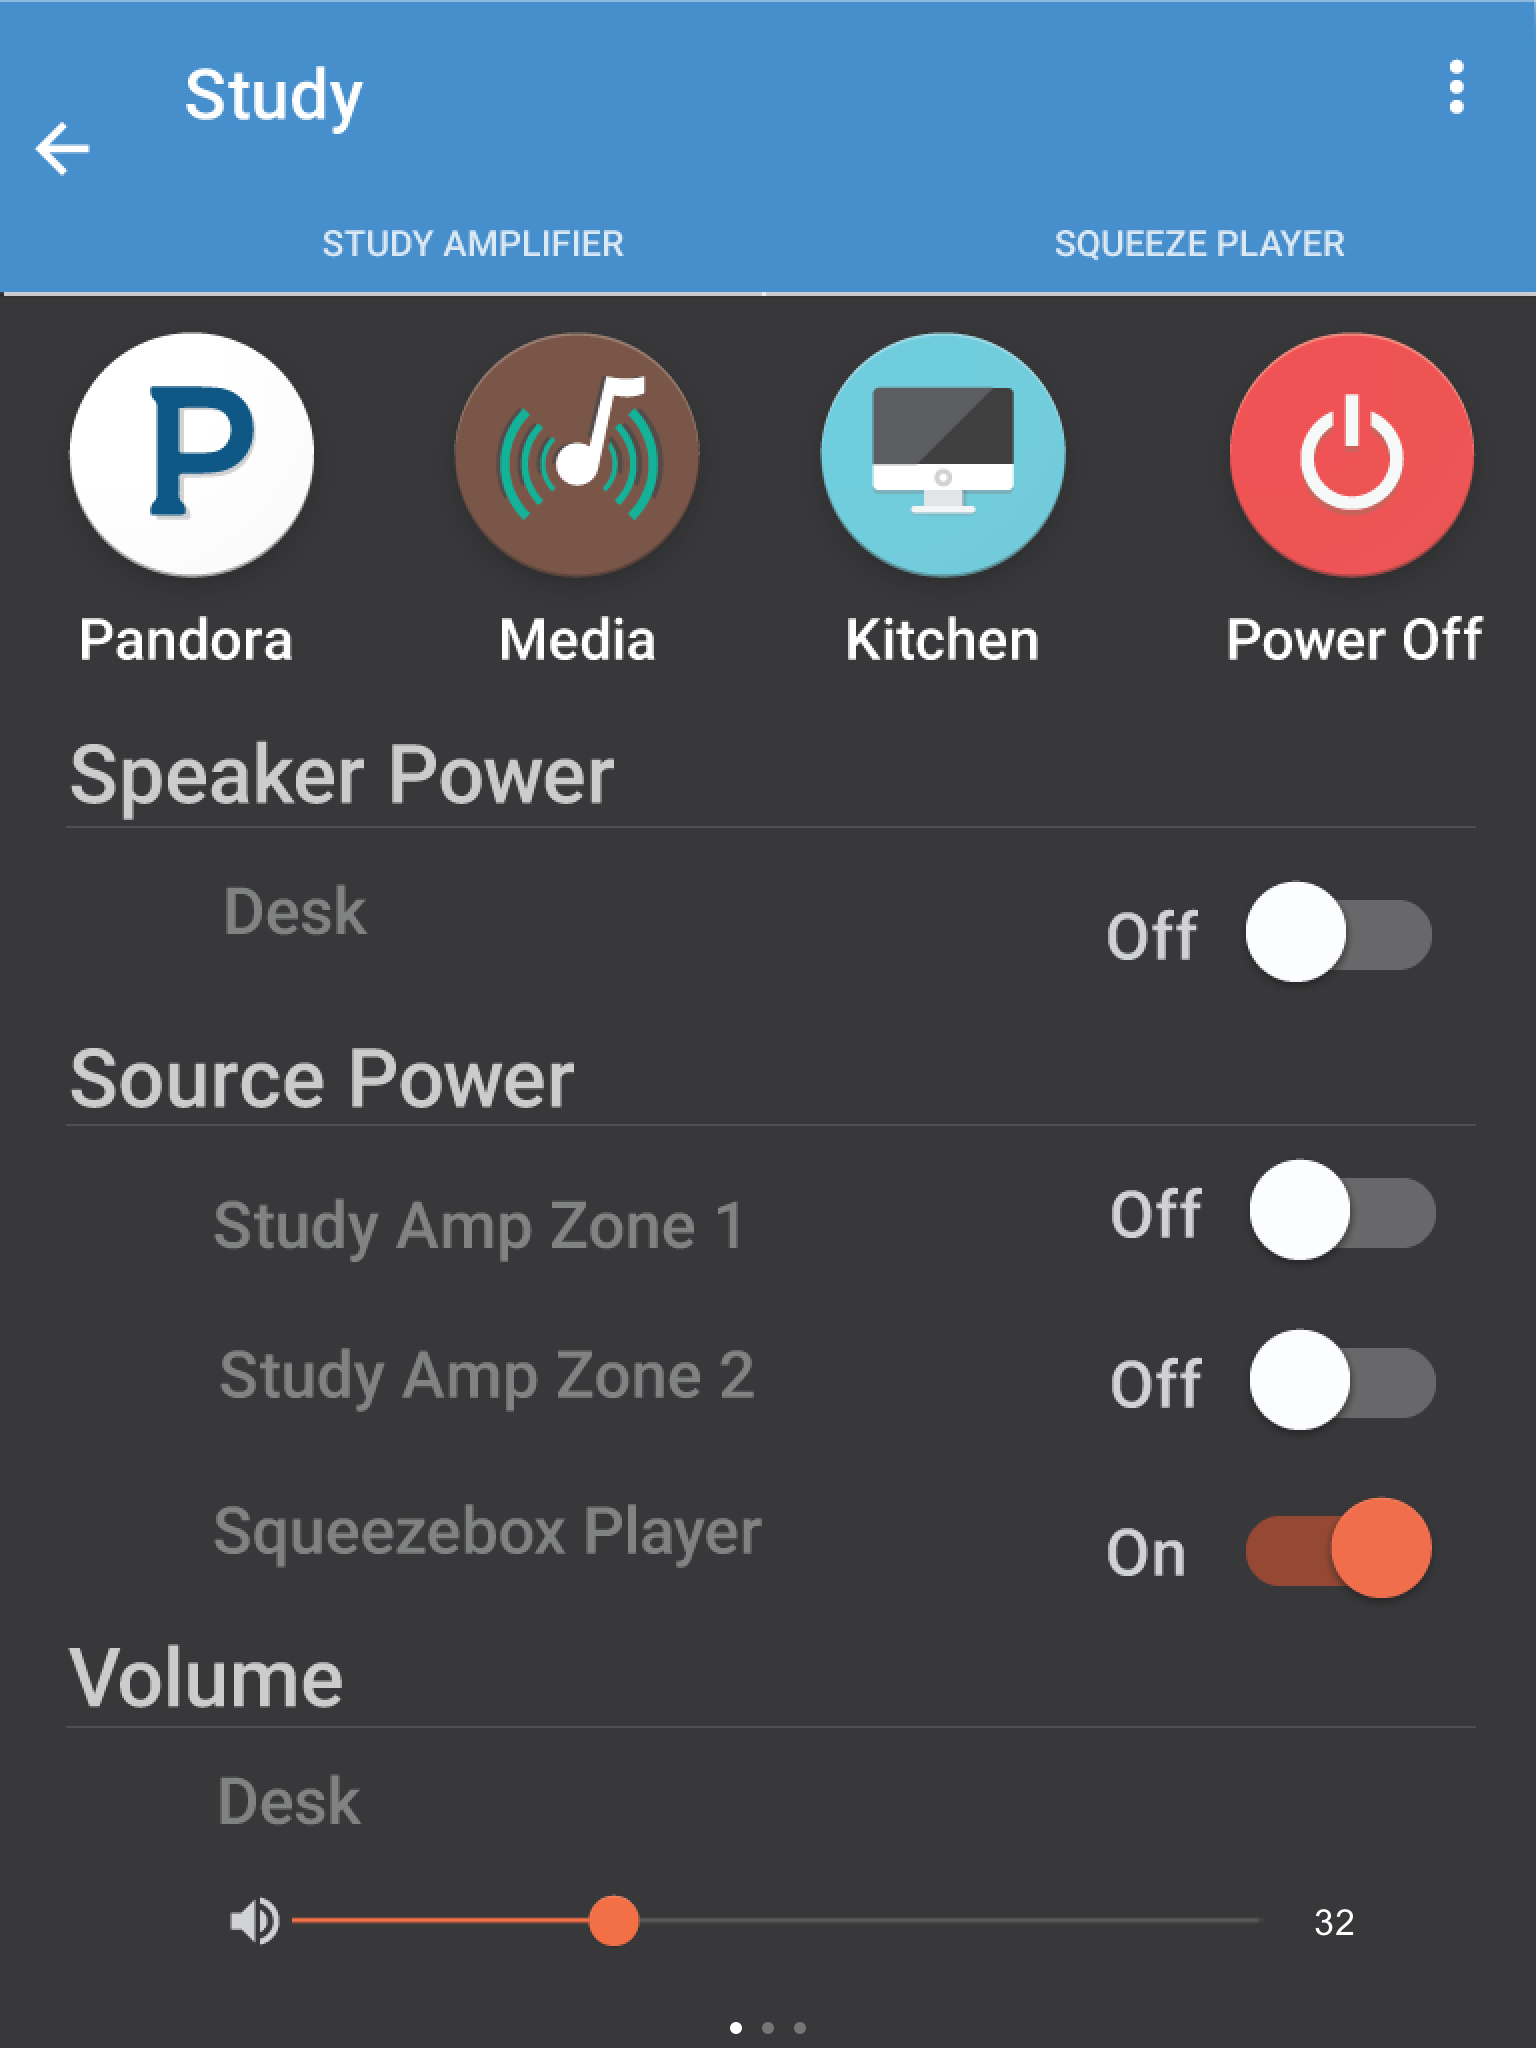 Study
STUDY AMPLIFIER SQUEEZE PLAYER
P
Pandora Media Kitchen Power Off
Speaker Power
Desk Off
Source Power
Study Amp Zone 1 Off
Study Amp Zone 2 Off
Squeezebox Player On
Volume
Desk
32